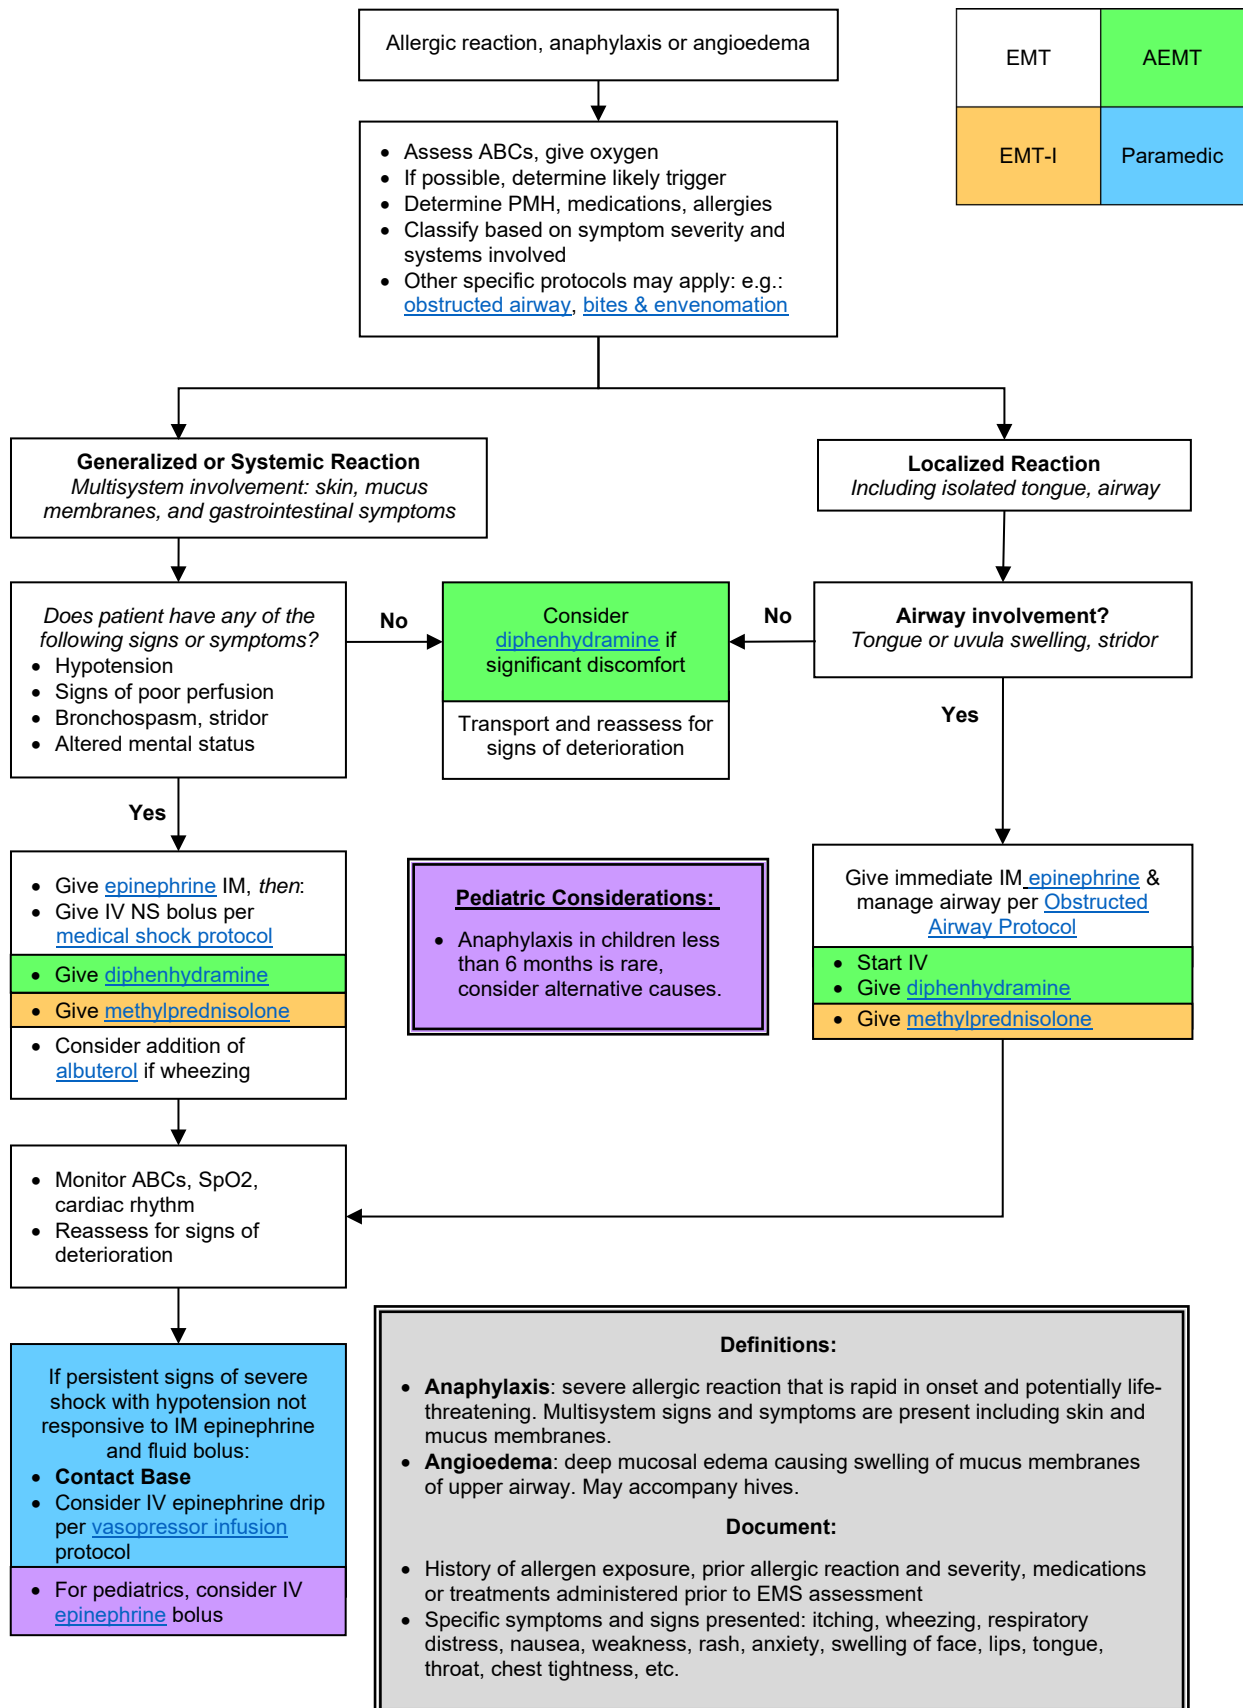 Allergic reaction, anaphylaxis or angioedema
EMT
AEMT
EMT-I
Paramedic
• Assess ABCs, give oxygen
• If possible, determine likely trigger
• Determine PMH, medications, allergies
• Classify based on symptom severity and
systems involved
• Other specific protocols may apply: e.g.:
obstructed airway, bites & envenomation
Generalized or Systemic Reaction
Multisystem involvement: skin, mucus
membranes, and gastrointestinal symptoms
Localized Reaction
Including isolated tongue, airway
Does patient have any of the
following signs or symptoms?
• Hypotension
• Signs of poor perfusion
• Bronchospasm, stridor
• Altered mental status
No
Consider
diphenhydramine if
significant discomfort
Transport and reassess for
signs of deterioration
No
Airway involvement?
Tongue or uvula swelling, stridor
Yes
Yes
• Give epinephrine IM, then:
• Give IV NS bolus per
medical shock protocol
• Give diphenhydramine
• Give methylprednisolone
• Consider addition of
albuterol if wheezing
Pediatric Considerations:
• Anaphylaxis in children less
than 6 months is rare,
consider alternative causes.
Give immediate IM epinephrine &
manage airway per Obstructed
Airway Protocol
• Start IV
• Give diphenhydramine
• Give methylprednisolone
• Monitor ABCs, SpO2,
cardiac rhythm
• Reassess for signs of
deterioration
If persistent signs of severe
shock with hypotension not
responsive to IM epinephrine
and fluid bolus:
• Contact Base
• Consider IV epinephrine drip
per vasopressor infusion
protocol
• For pediatrics, consider IV
epinephrine bolus
Definitions:
• Anaphylaxis: severe allergic reaction that is rapid in onset and potentially life-
threatening. Multisystem signs and symptoms are present including skin and
mucus membranes.
• Angioedema: deep mucosal edema causing swelling of mucus membranes
of upper airway. May accompany hives.
Document:
• History of allergen exposure, prior allergic reaction and severity, medications
or treatments administered prior to EMS assessment
• Specific symptoms and signs presented: itching, wheezing, respiratory
distress, nausea, weakness, rash, anxiety, swelling of face, lips, tongue,
throat, chest tightness, etc.